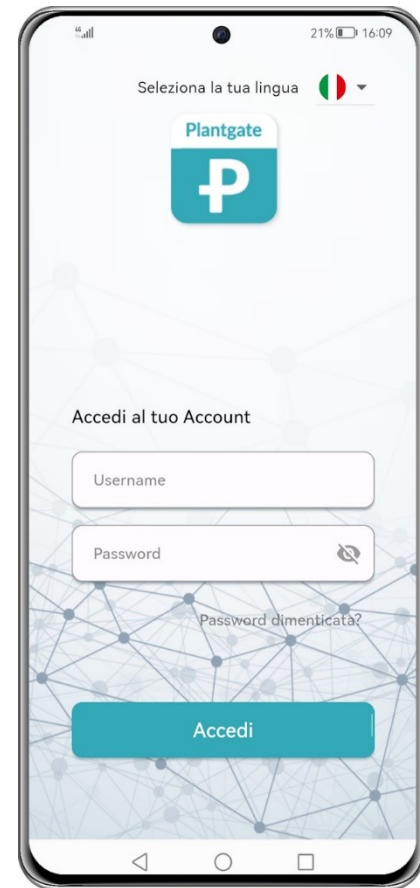 21% 16:09
Seleziona la tua lingua
Plantgate
P
Accedi al tuo Account
Username
Password
Password dimenticata?
Accedi